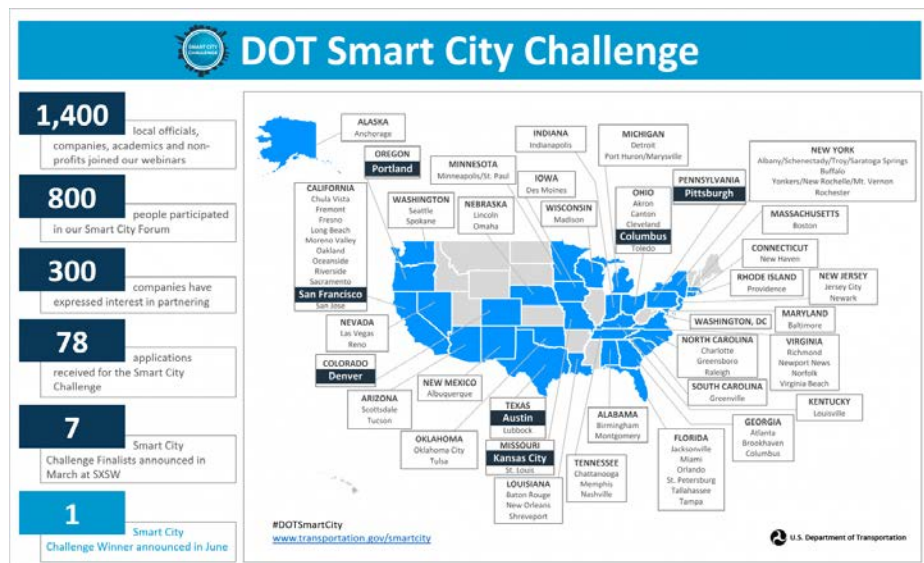 SMART CITY
CHALLENGE
DOT Smart City Challenge
1,400
local officials,
companies, academics and non-
profits joined our webinars
800
people participated
in our Smart City Forum
300
companies have
expressed interest in partnering
78
applications
received for the Smart City
Challenge
7
Smart City
Challenge Finalists announced in
March at SXSW
1
Smart City
Challenge Winner announced in June
ALASKA
Anchorage
OREGON
Portland
CALIFORNIA
Chula Vista
Fremont
Fresno
Long Beach
Moreno Valley
Oakland
Oceanside
Riverside
Sacramento
San Francisco
San Jose
WASHINGTON
Seattle
Spokane
MINNESOTA
Minneapolis/St. Paul
NEBRASKA
Lincoln
Omaha
IOWA
Des Moines
WISCONSIN
Madison
INDIANA
Indianapolis
MICHIGAN
Detroit
Port Huron/Marysville
OHIO
Akron
Canton
Cleveland
Columbus
Toledo
PENNSYLVANIA
Pittsburgh
NEW YORK
Albany/Schenectady/Troy/Saratoga Springs
Buffalo
Yonkers/New Rochelle/Mt. Vernon
Rochester
MASSACHUSETTS
Boston
CONNECTICUT
New Haven
RHODE ISLAND
Providence
NEW JERSEY
Jersey City
Newark
WASHINGTON, DC
MARYLAND
Baltimore
NEVADA
Las Vegas
Reno
COLORADO
Denver
ARIZONA
Scottsdale
Tucson
NEW MEXICO
Albuquerque
OKLAHOMA
Oklahoma City
Tulsa
TEXAS
Austin
Lubbock
MISSOURI
Kansas City
St. Louis
LOUISIANA
Baton Rouge
New Orleans
Shreveport
TENNESSEE
Chattanooga
Memphis
Nashville
ALABAMA
Birmingham
Montgomery
NORTH CAROLINA
Charlotte
Greensboro
Raleigh
VIRGINIA
Richmond
Newport News
Norfolk
Virginia Beach
SOUTH CAROLINA
Greenville
KENTUCKY
Louisville
GEORGIA
Atlanta
Brookhaven
Columbus
FLORIDA
Jacksonville
Miami
Orlando
St. Petersburg
Tallahassee
Tampa
#DOTSmartCity
www.transportation.gov/smartcity
U.S. Department of Transportation